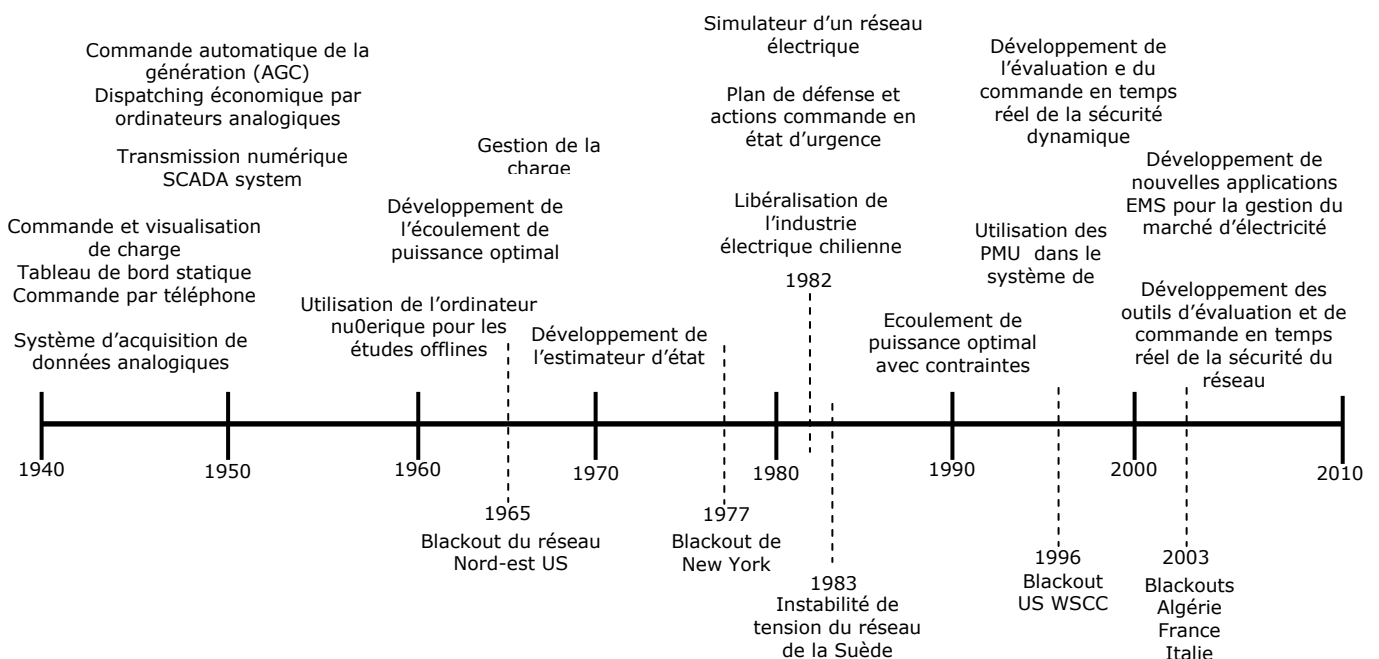 Commande automatique de la
génération (AGC)
Dispatching économique par
ordinateurs analogiques
Transmission numérique
SCADA system
Commande et visualisation
de charge
Tableau de bord statique
Commande par téléphone
Système d’acquisition de
données analogiques
Gestion de la
charge
Développement de
l’écoulement de
puissance optimal
Utilisation de l’ordinateur
nu0erique pour les
études offlines
Développement de
l’estimateur d’état
Simulateur d’un réseau
électrique
Plan de défense et
actions commande en
état d’urgence
Libéralisation de
l’industrie
électrique chilienne
1982
Développement de
l’évaluation e du
commande en temps
réel de la sécurité
dynamique
Utilisation des
PMU dans le
système de
Ecoulement de
puissance optimal
avec contraintes
Développement de
nouvelles applications
EMS pour la gestion du
marché d’électricité
Développement des
outils d’évaluation et de
commande en temps
réel de la sécurité du
réseau
1940
1950
1960
1970
1980
1990
2000
2010
1965
Blackout du réseau
Nord-est US
1977
Blackout de
New York
1983
Instabilité de
tension du réseau
de la Suède
1996
Blackout
US WSCC
2003
Blackouts
Algérie
France
Italie